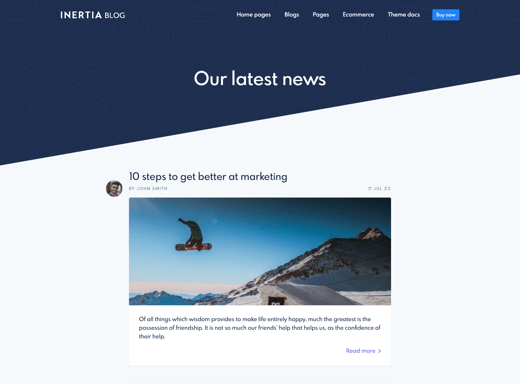 INERTIA BLOG
Home pages Blogs Pages Ecommerce Theme docs Buy now
Our latest news
10 steps to get better at marketing
BY JOHN SMITH JUL 22
Of all things which wisdom provides to make life entirely happy, much the greatest is the
possession of friendship. It is not so much our friends' help that helps us, as the confidence of
their help.
Read more